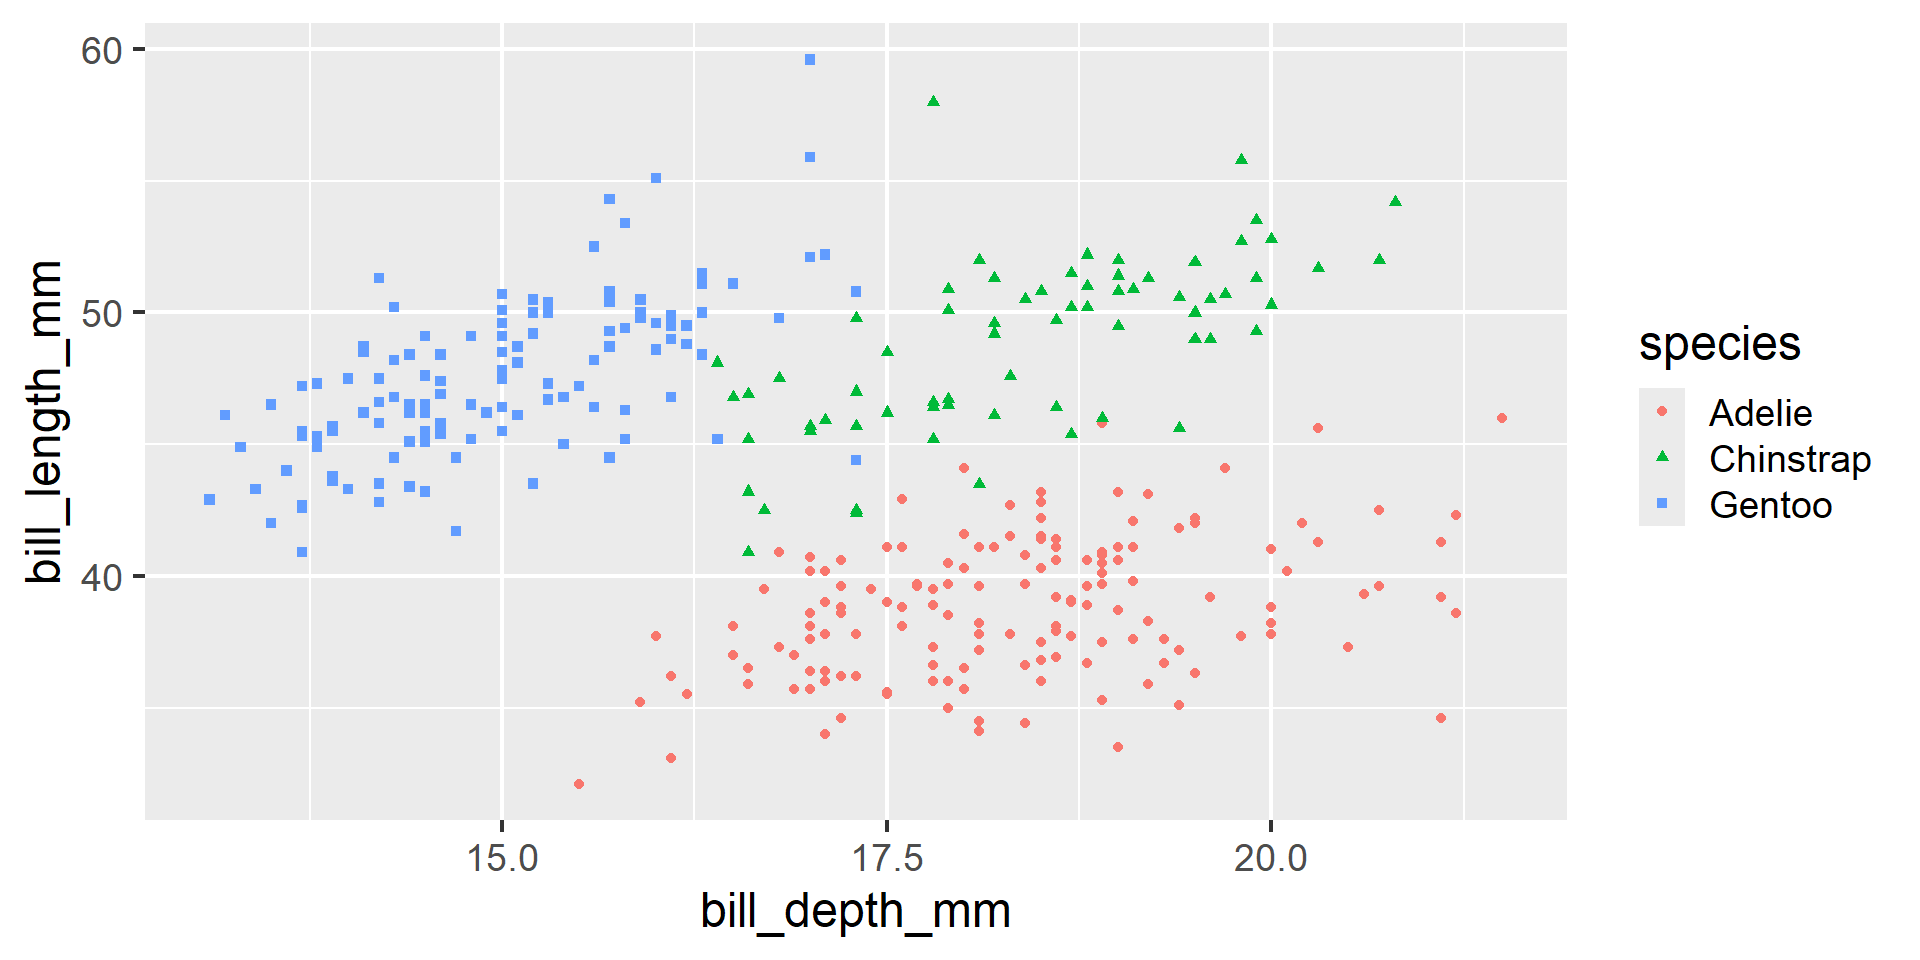 60
50
40
bill_length_mm
15.0 17.5 20.0
bill_depth_mm
species
Adelie
Chinstrap
Gentoo